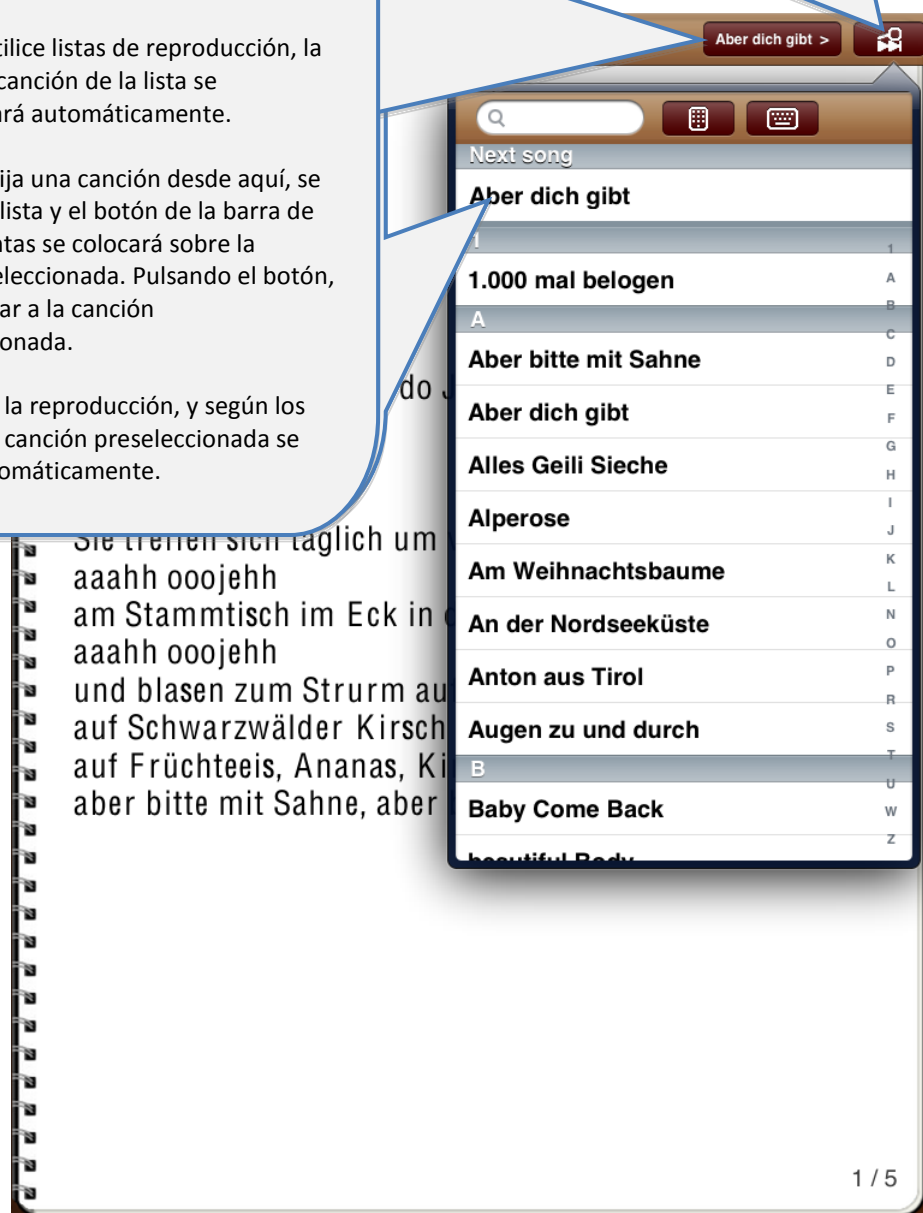 tilice listas de reproducción, la
canción de la lista se
ará automáticamente.
ija una canción desde aquí, se
lista y el botón de la barra de
ntas se colocará sobre la
eleccionada. Pulsando el botón,
ar a la canción
onada.
la reproducción, y según los
canción preseleccionada se
omáticamente.
Aber dich gibt >
Next song
Aber dich gibt
1
1.000 mal belogen
A
Aber bitte mit Sahne
Aber dich gibt
Alles Geili Sieche
Alperose
Am Weihnachtsbaume
An der Nordseeküste
Anton aus Tirol
Augen zu und durch
B
Baby Come Back
beautiful Body
1
A
B
C
D
E
F
G
H
I
J
K
L
N
O
P
R
S
T
U
W
Z
do J
Sie treffen sich täglich um
aaahh ooojehh
am Stammtisch im Eck in
aaahh ooojehh
und blasen zum Strurm au
auf Schwarzwälder Kirsch
auf Früchteeis, Ananas, Ki
aber bitte mit Sahne, aber
1 / 5